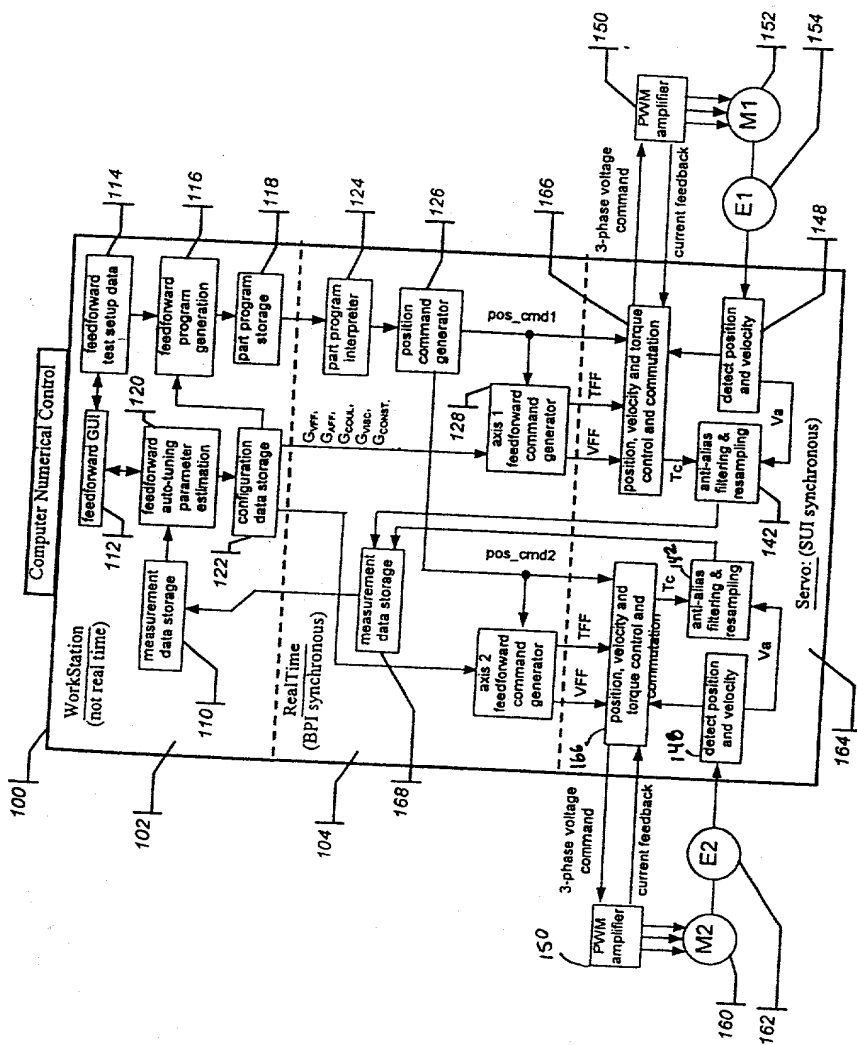 Computer Numerical Control
100
102
104
WorkStation
(not real time)
RealTime
(BPI synchronous)
Servo: (SUI synchronous)
164
feedforward GUI
112
feedforward
test setup data
114
measurement
data storage
110
feedforward
auto-tuning
parameter
estimation
120
feedforward
program
generation
116
configuration
data storage
122
part program
storage
118
GVFF,
GAFF,
GCOUL,
GVISC,
GCONST.
part program
interpreter
124
position
command
generator
126
measurement
data storage
168
pos_cmd1
pos_cmd2
axis 1
feedforward
command
generator
128
axis 2
feedforward
command
generator
VFF
TFF
VFF
TFF
position, velocity and torque
control and commutation
166
position, velocity and
torque control and
commutation
166
Tc
Tc
anti-alias
filtering &
resampling
142
anti-alias
filtering &
resampling
142
detect position
and velocity
148
detect position
and velocity
148
Va
Va
3-phase voltage
command
current feedback
3-phase voltage
command
current feedback
PWM
amplifier
150
PWM
amplifier
150
M1
152
E1
154
M2
160
E2
162